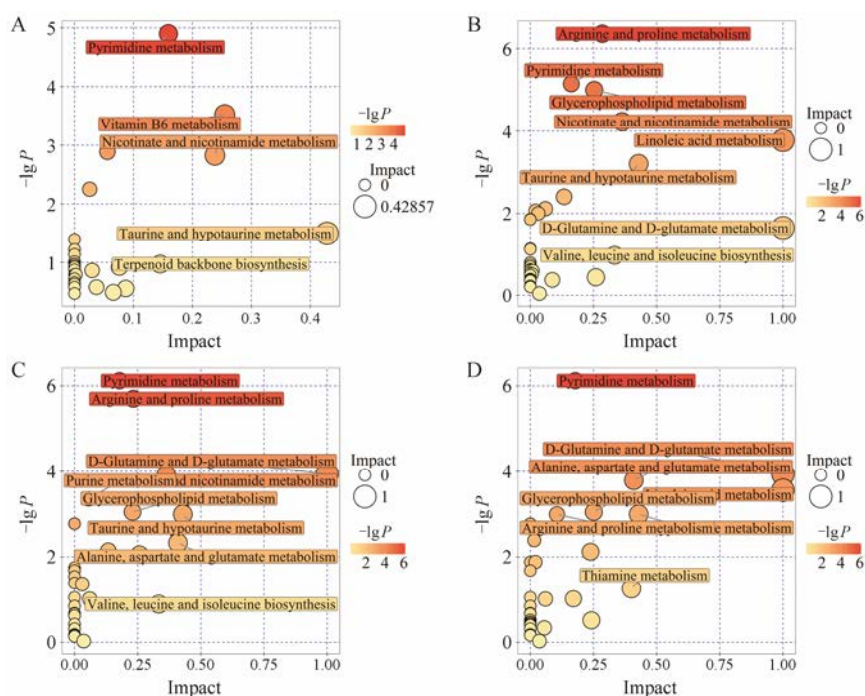 A
5
4
3
2
1
−lg P
Pyrimidine metabolism
Vitamin B6 metabolism
Nicotinate and nicotinamide metabolism
Taurine and hypotaurine metabolism
Terpenoid backbone biosynthesis
0.0 0.1 0.2 0.3 0.4
Impact
−lg P
1 2 3 4
Impact
0
0.42857
B
6
4
2
0
−lg P
Arginine and proline metabolism
Pyrimidine metabolism
Glycerophospholipid metabolism
Nicotinate and nicotinamide metabolism
Linoleic acid metabolism
Taurine and hypotaurine metabolism
D-Glutamine and D-glutamate metabolism
Valine, leucine and isoleucine biosynthesis
0.00 0.25 0.50 0.75 1.00
Impact
Impact
0
1
−lg P
2 4 6
C
6
4
2
0
−lg P
Pyrimidine metabolism
Arginine and proline metabolism
D-Glutamine and D-glutamate metabolism
Purine metabolism nd nicotinamide metabolism
Glycerophospholipid metabolism
Taurine and hypotaurine metabolism
Alanine, aspartate and glutamate metabolism
Valine, leucine and isoleucine biosynthesis
0.00 0.25 0.50 0.75 1.00
Impact
Impact
0
1
−lg P
2 4 6
D
6
4
2
0
−lg P
Pyrimidine metabolism
D-Glutamine and D-glutamate metabolism
Alanine, aspartate and glutamate metabolism
Glycerophospholipid metabolism metabolism
Arginine and proline metabolism metabolism
Thiamine metabolism
0.00 0.25 0.50 0.75 1.00
Impact
Impact
0
1
−lg P
2 4 6